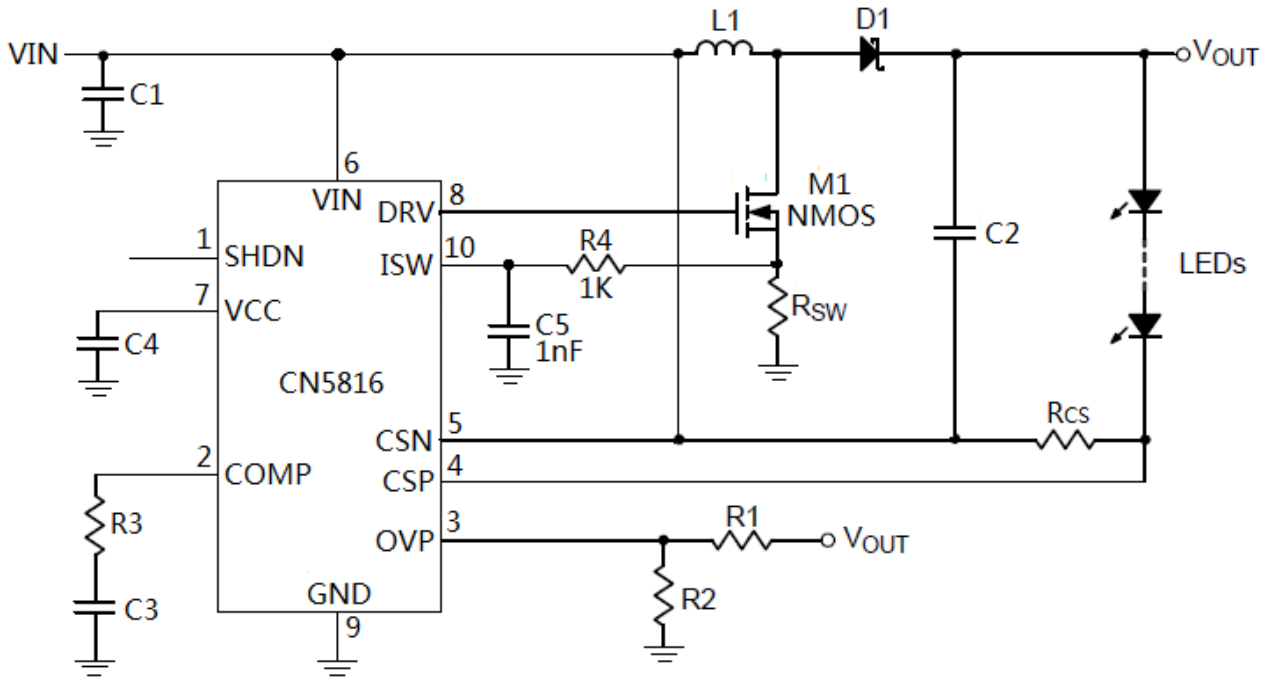 L1
D1
VIN
VOUT
C1
6
VIN
M1
NMOS
8
DRV
1
SHDN
10
ISW
R4
1K
C2
LEDs
7
VCC
RSW
C4
C5
1nF
CN5816
RCS
5
CSN
2
COMP
4
CSP
R3
3
OVP
R1
VOUT
R2
C3
GND
9